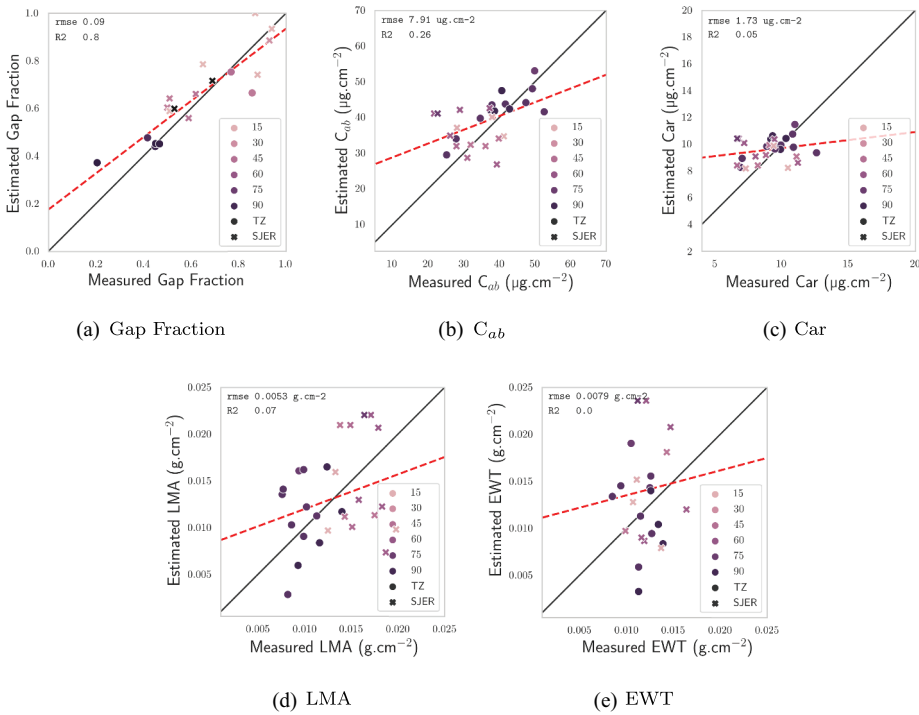 rmse 0.09
R2 0.8
Estimated Gap Fraction
1.0
0.8
0.6
0.4
0.2
0.0
0.0 0.2 0.4 0.6 0.8 1.0
Measured Gap Fraction
15
30
45
60
75
90
TZ
SJER
(a) Gap Fraction
rmse 7.91 ug.cm-2
R2 0.26
Estimated C_ab (μg.cm⁻²)
70
60
50
40
30
20
10
10 20 30 40 50 60 70
Measured C_ab (μg.cm⁻²)
15
30
45
60
75
90
TZ
SJER
(b) C_ab
rmse 1.73 ug.cm-2
R2 0.05
Estimated Car (μg.cm⁻²)
20
18
16
14
12
10
8
6
4
2
5 10 15 20
Measured Car (μg.cm⁻²)
15
30
45
60
75
90
TZ
SJER
(c) Car
rmse 0.0053 g.cm-2
R2 0.07
Estimated LMA (g.cm⁻²)
0.025
0.020
0.015
0.010
0.005
0.005 0.010 0.015 0.020 0.025
Measured LMA (g.cm⁻²)
15
30
45
60
75
90
TZ
SJER
(d) LMA
rmse 0.0079 g.cm-2
R2 0.0
Estimated EWT (g.cm⁻²)
0.025
0.020
0.015
0.010
0.005
0.005 0.010 0.015 0.020 0.025
Measured EWT (g.cm⁻²)
15
30
45
60
75
90
TZ
SJER
(e) EWT